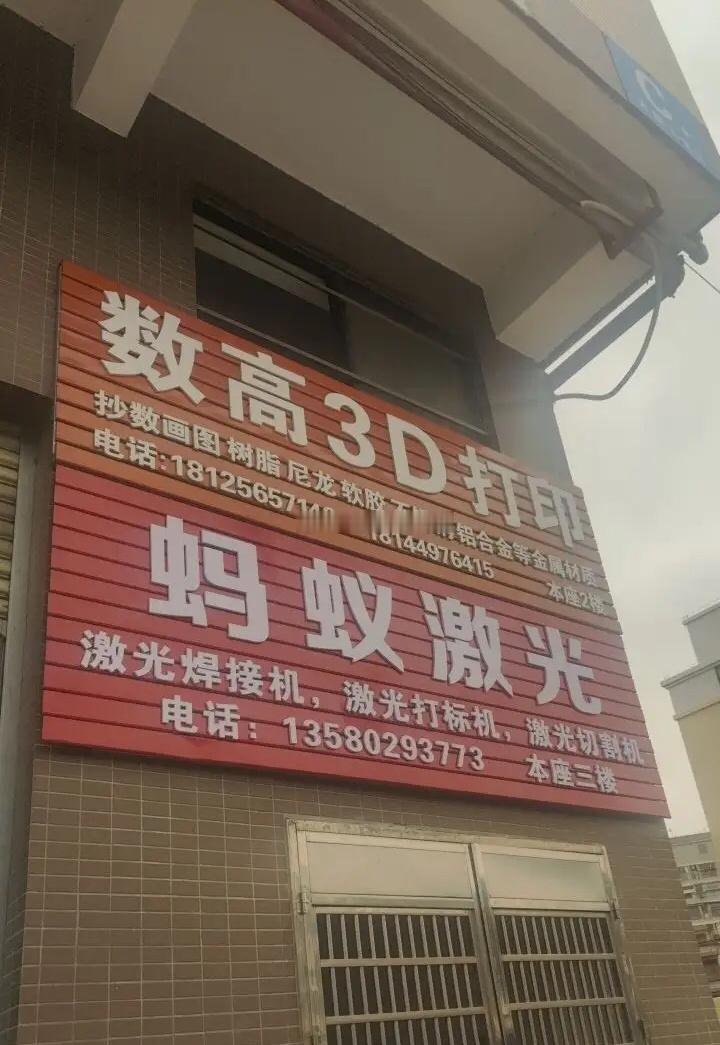 数高3D打印
抄数画图 树脂 尼龙 软胶 铝合金等金属材质
电话:18125657140 18144976415 本座2楼
蚂蚁激光
激光焊接机，激光打标机，激光切割机
电话：13580293773 本座三楼
C